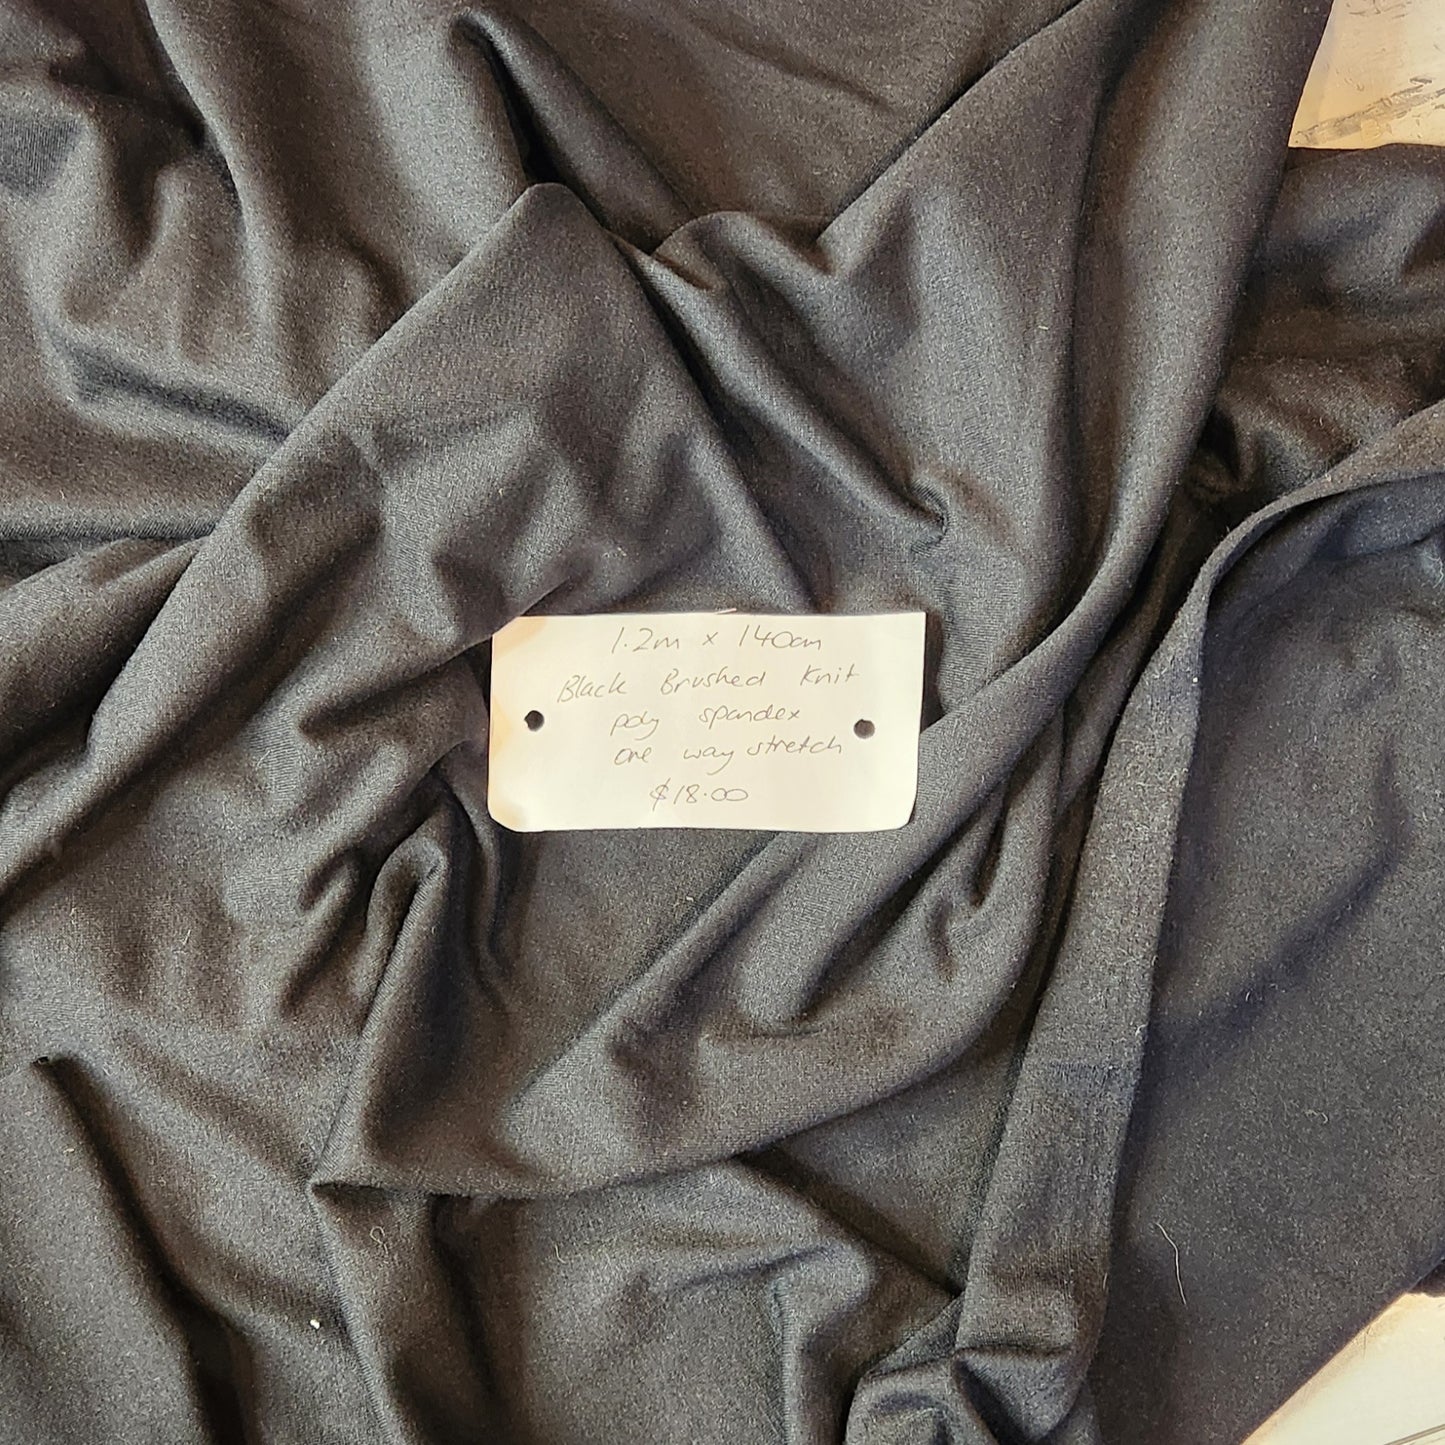 1.2m x 140cm
Black Brushed Knit
poly spandex
one way stretch
$18.00